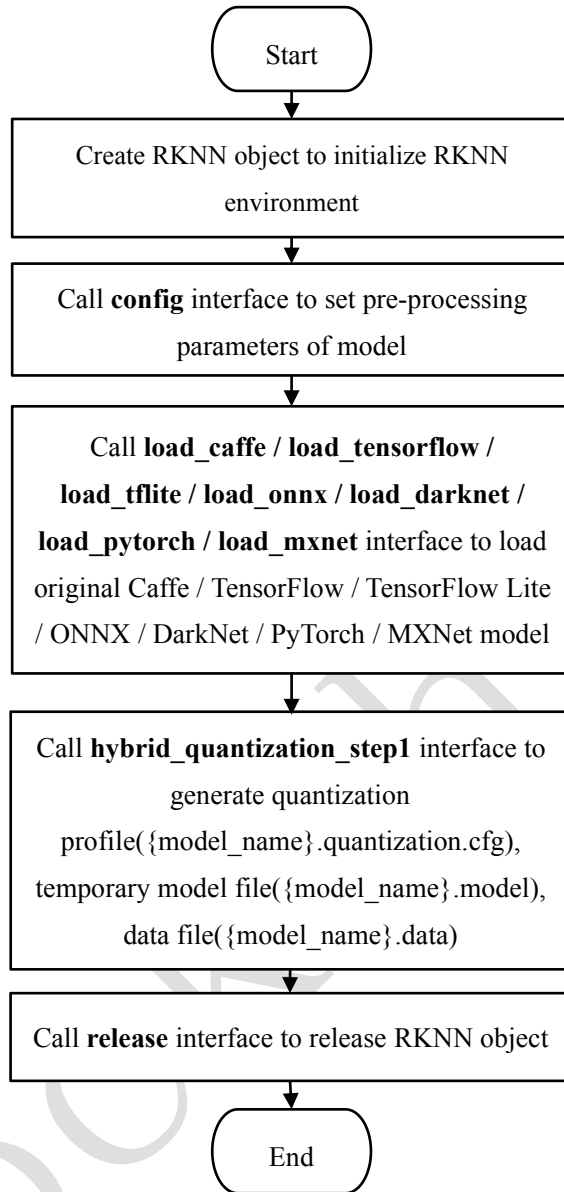 Start
Create RKNN object to initialize RKNN
environment
Call config interface to set pre-processing
parameters of model
Call load_caffe / load_tensorflow /
load_tflite / load_onnx / load_darknet /
load_pytorch / load_mxnet interface to load
original Caffe / TensorFlow / TensorFlow Lite
/ ONNX / DarkNet / PyTorch / MXNet model
Call hybrid_quantization_step1 interface to
generate quantization
profile({model_name}.quantization.cfg),
temporary model file({model_name}.model),
data file({model_name}.data)
Call release interface to release RKNN object
End